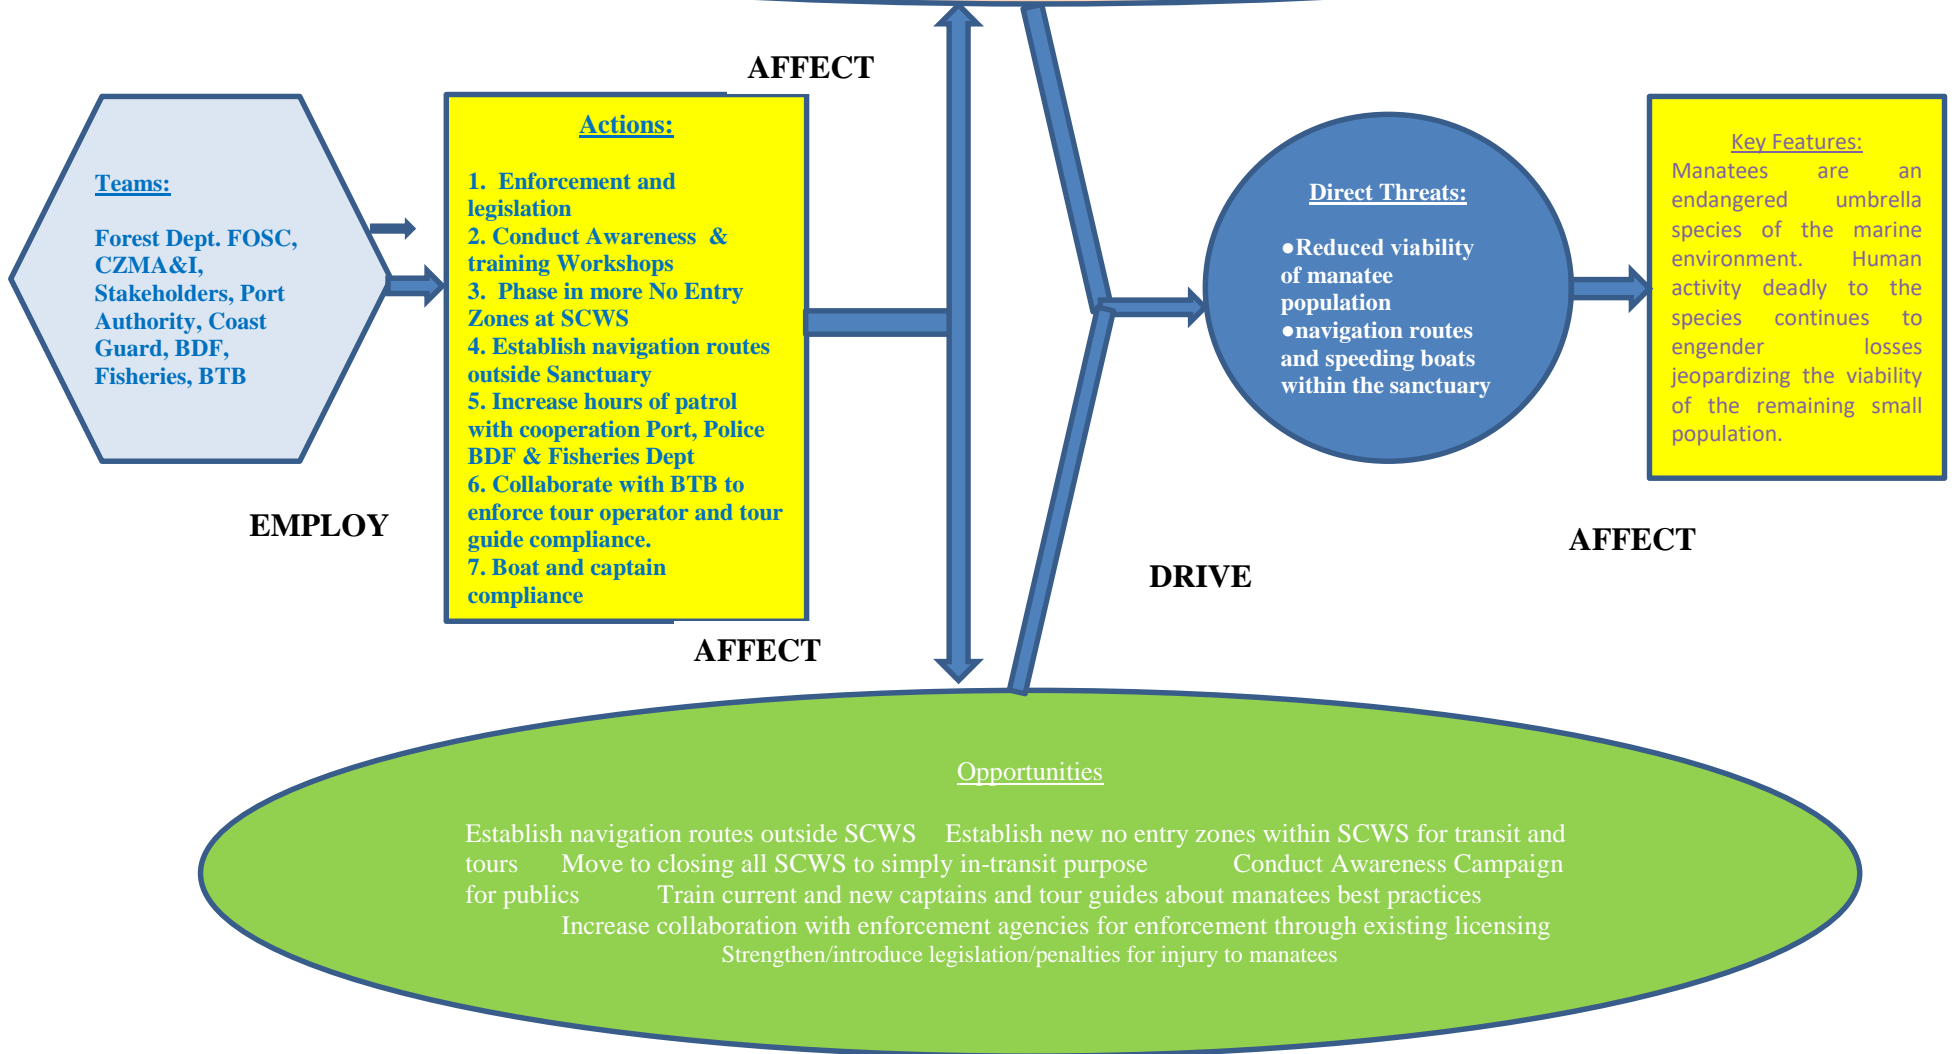 AFFECT
Teams:
Forest Dept. FOSC,
CZMA&I,
Stakeholders, Port
Authority, Coast
Guard, BDF,
Fisheries, BTB
EMPLOY
Actions:
1. Enforcement and
legislation
2. Conduct Awareness &
training Workshops
3. Phase in more No Entry
Zones at SCWS
4. Establish navigation routes
outside Sanctuary
5. Increase hours of patrol
with cooperation Port, Police
BDF & Fisheries Dept
6. Collaborate with BTB to
enforce tour operator and tour
guide compliance.
7. Boat and captain
compliance
AFFECT
DRIVE
Direct Threats:
●Reduced viability
of manatee
population
●navigation routes
and speeding boats
within the sanctuary
AFFECT
Key Features:
Manatees are an
endangered umbrella
species of the marine
environment. Human
activity deadly to the
species continues to
engender losses
jeopardizing the viability
of the remaining small
population.
Opportunities
Establish navigation routes outside SCWS Establish new no entry zones within SCWS for transit and
tours Move to closing all SCWS to simply in-transit purpose Conduct Awareness Campaign
for publics Train current and new captains and tour guides about manatees best practices
Increase collaboration with enforcement agencies for enforcement through existing licensing
Strengthen/introduce legislation/penalties for injury to manatees